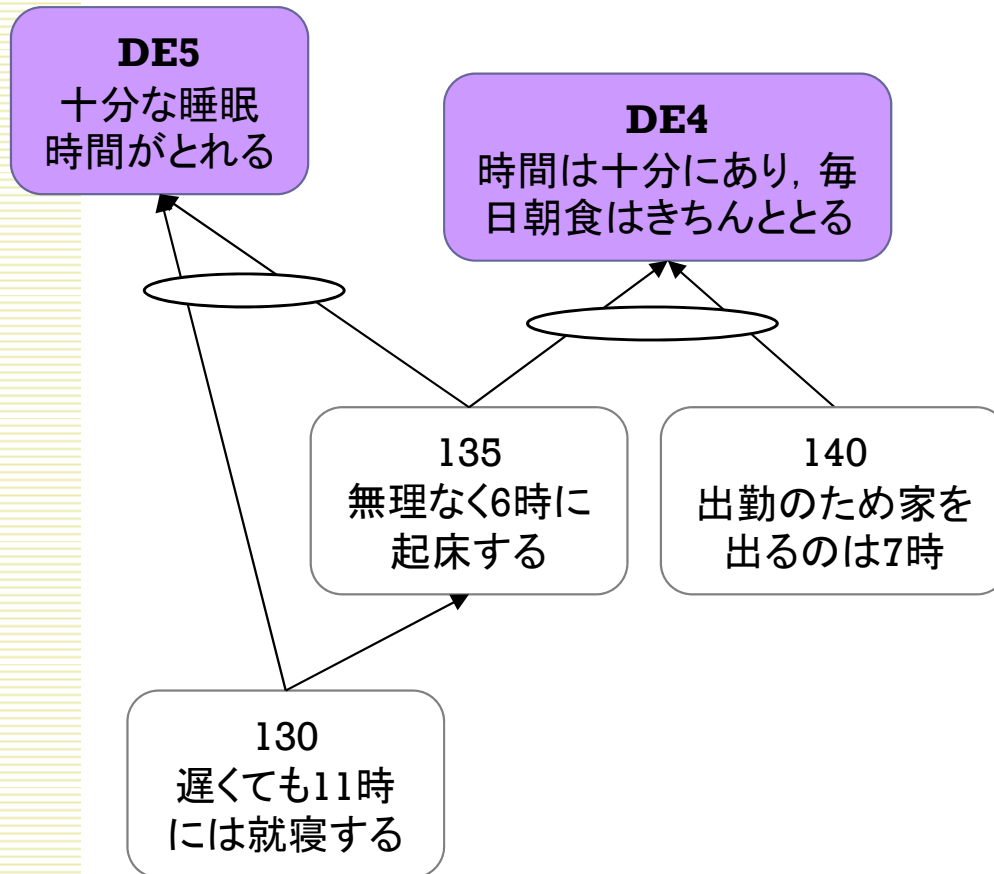 DE5
十分な睡眠
時間がとれる
DE4
時間は十分にあり, 毎
日朝食はきちんととる
135
無理なく6時に
起床する
140
出勤のため家を
出るのは7時
130
遅くても11時
には就寝する